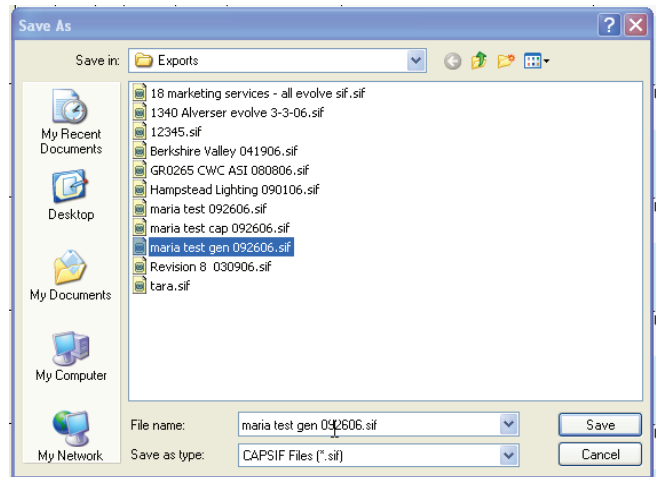 Save As
Save in: Exports
My Recent Documents
Desktop
My Documents
My Computer
My Network
18 marketing services - all evolve sif.sif
1340 Alverser evolve 3-3-06.sif
12345.sif
Berkshire Valley 041906.sif
GR0265 CWC ASI 080806.sif
Hampstead Lighting 090106.sif
maria test 092606.sif
maria test cap 092606.sif
maria test gen 092606.sif
Revision 8 030906.sif
tara.sif
File name: maria test gen 092606.sif Save
Save as type: CAPSIF Files (*.sif) Cancel